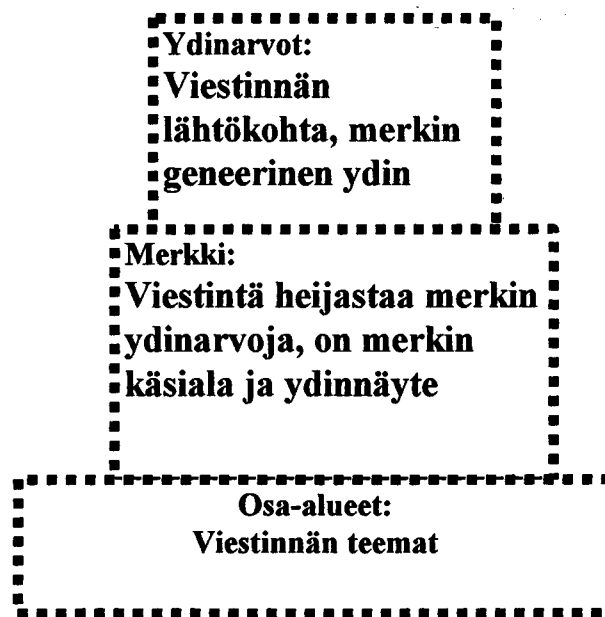 Ydinarvot:
Viestinnän
lähtökohta, merkin
geneerinen ydin
Merkki:
Viestintä heijastaa merkin
ydinarvoja, on merkin
käsiala ja ydinnäyte
Osa-alueet:
Viestinnän teemat